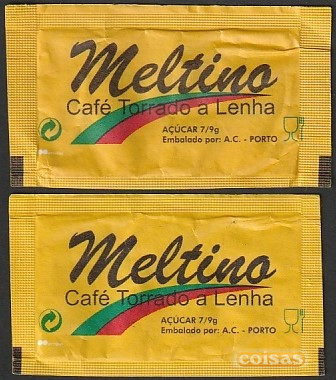 Meltino
Café Torrado a Lenha
AÇÚCAR 7/9g
Embalado por: A.C. - PORTO
Meltino
Café Torrado a Lenha
AÇÚCAR 7/9g
Embalado por: A.C. - PORTO
coisas